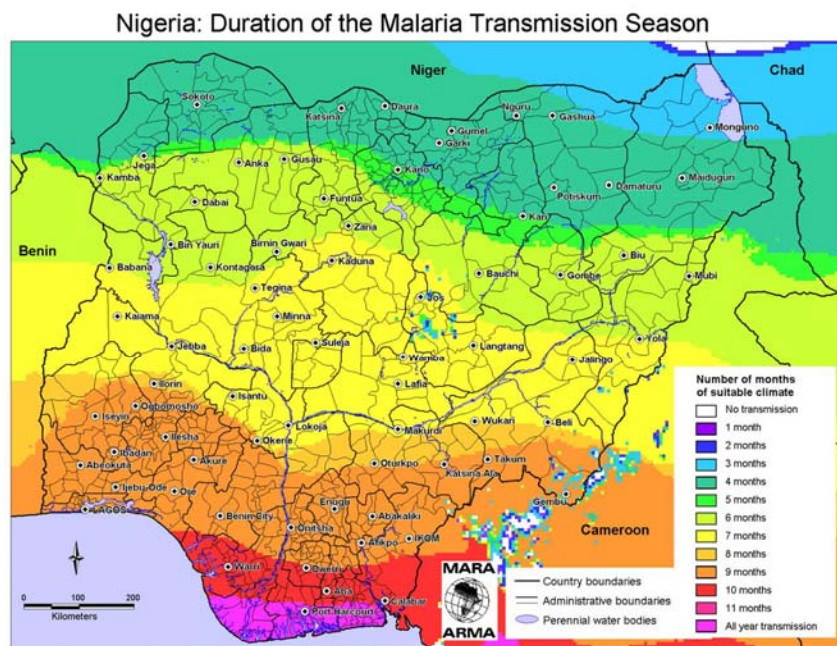 Nigeria: Duration of the Malaria Transmission Season
Niger
Chad
Sokoto
Katsina
Daura
Nguru
Gashua
Gumel
Garki
Monguno
Jega
Anka
Gusau
Kano
Kamba
Potiskum
Damaturu
Maiduguri
Dabai
Funtua
Kari
Zaria
Benin
Bin Yauri
Birnin Gwari
Biu
Babana
Kontagosa
Kaduna
Bauchi
Gombe
Mubi
Tegina
Jos
Kaiama
Minna
Jebba
Bida
Suleja
Wamba
Langtang
Yola
Jalingo
Ilorin
Isantu
Lafia
Ogbomosho
Iseyin
Lokoja
Makurdi
Wukari
Beli
Ilesha
Okene
Ibadan
Abeokuta
Akure
Oturkpo
Katsina Ala
Takum
Ijebu-Ode
Ose
Gembu
LAGOS
Benin City
Enugu
Abakaliki
Onitsha
Cameroon
Afikpo
IKOM
Warri
Owerri
Aba
Calabar
Port-Harcourt
200
100
0
200
Kilometers
MARA
ARMA
Country boundaries
Administrative boundaries
Perennial water bodies
Number of months
of suitable climate
No transmission
1 month
2 months
3 months
4 months
5 months
6 months
7 months
8 months
9 months
10 months
11 months
All year transmission